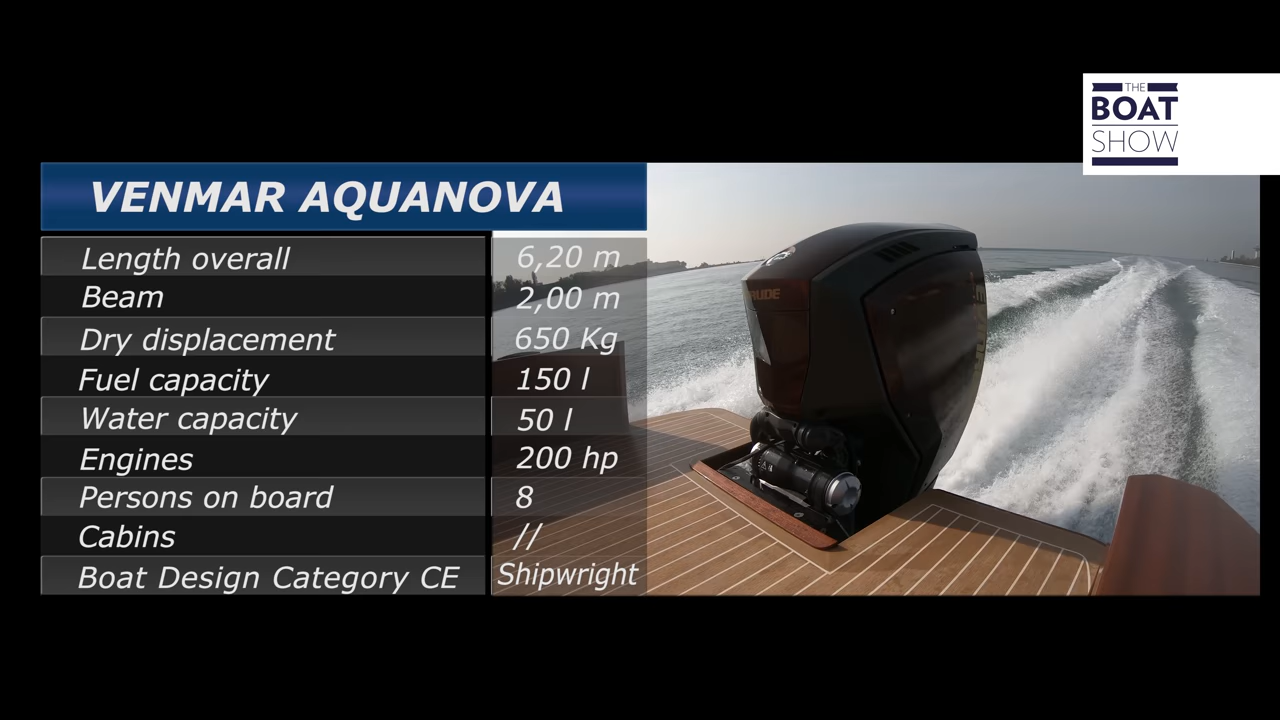 THE
BOAT
SHOW
VENMAR AQUANOVA
Length overall 6,20 m
Beam 2,00 m
Dry displacement 650 Kg
Fuel capacity 150 l
Water capacity 50 l
Engines 200 hp
Persons on board 8
Cabins //
Boat Design Category CE Shipwright